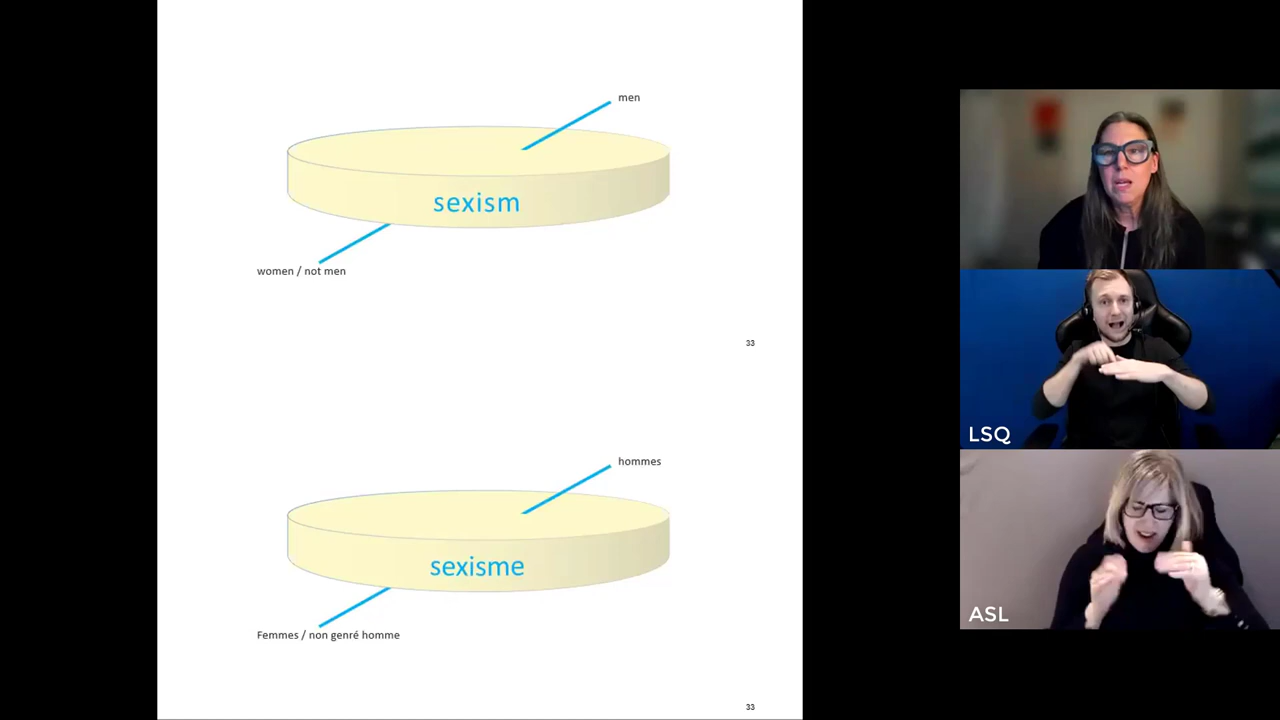 men
sexism
women / not men
33
hommes
sexisme
Femmes / non genré homme
33
LSQ
ASL